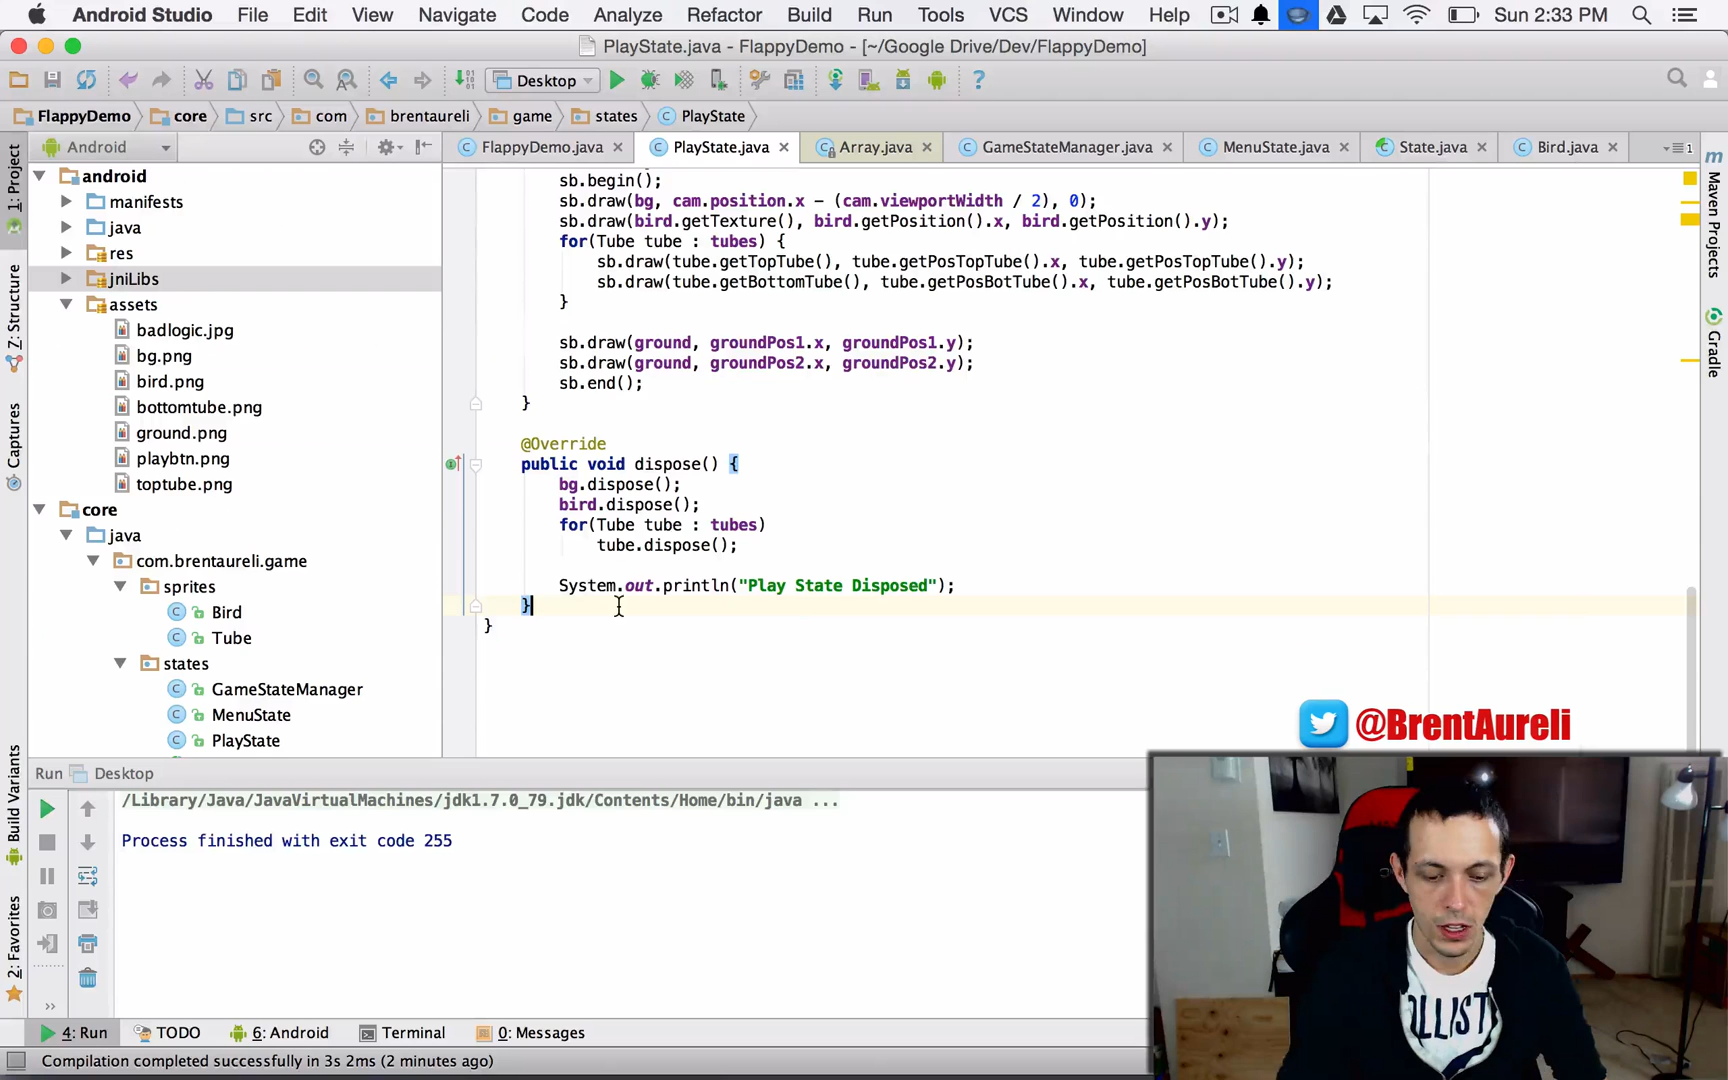 Android Studio File Edit View Navigate Code Analyze Refactor Build Run Tools VCS Window Help Sun 2:33 PM
PlayState.java - FlappyDemo - [~/Google Drive/Dev/FlappyDemo]
Desktop
FlappyDemo core src com brentaureli game states PlayState
Android
FlappyDemo.java PlayState.java Array.java GameStateManager.java MenuState.java State.java Bird.java
1: Project
Z: Structure
Captures
Build Variants
2: Favorites
android
manifests
java
res
jniLibs
assets
badlogic.jpg
bg.png
bird.png
bottomtube.png
ground.png
playbtn.png
toptube.png
core
java
com.brentaureli.game
sprites
Bird
Tube
states
GameStateManager
MenuState
PlayState
sb.begin();
sb.draw(bg, cam.position.x - (cam.viewportWidth / 2), 0);
sb.draw(bird.getTexture(), bird.getPosition().x, bird.getPosition().y);
for(Tube tube : tubes) {
sb.draw(tube.getTopTube(), tube.getPosTopTube().x, tube.getPosTopTube().y);
sb.draw(tube.getBottomTube(), tube.getPosBotTube().x, tube.getPosBotTube().y);
}
sb.draw(ground, groundPos1.x, groundPos1.y);
sb.draw(ground, groundPos2.x, groundPos2.y);
sb.end();
}
@Override
public void dispose() {
bg.dispose();
bird.dispose();
for(Tube tube : tubes)
tube.dispose();
System.out.println("Play State Disposed");
}
}
Maven Projects
Gradle
@BrentAureli
Run Desktop
/Library/Java/JavaVirtualMachines/jdk1.7.0_79.jdk/Contents/Home/bin/java ...
Process finished with exit code 255
4: Run TODO 6: Android Terminal 0: Messages
Compilation completed successfully in 3s 2ms (2 minutes ago)